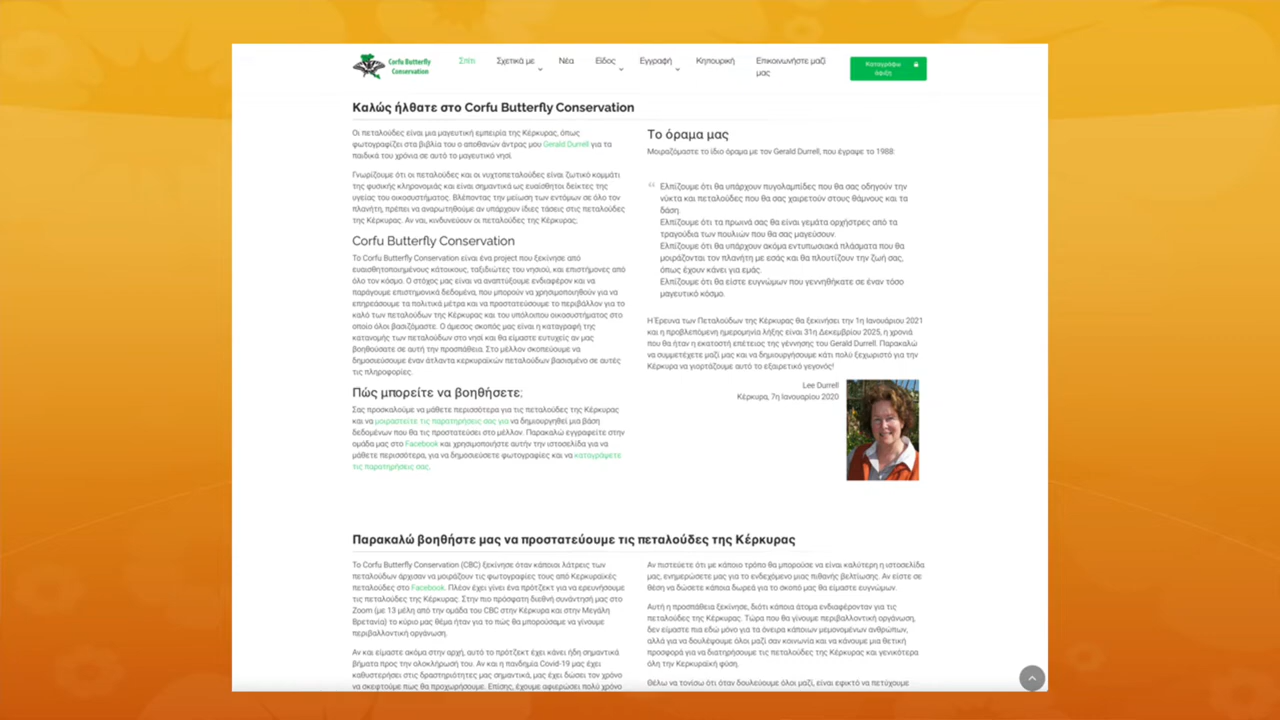 Corfu Butterfly
Conservation
Σπίτι
Σχετικά με
Νέα
Είδος
Εγγραφή
Κηπουρική
Επικοινωνήστε μαζί
μας
Καταγράψω
άφιξη
Καλώς ήλθατε στο Corfu Butterfly Conservation
Οι πεταλούδες είναι μια μαγευτική εμπειρία της Κέρκυρας, όπως
φωτογραφίζει στα βιβλία του ο αποθανών άντρας μου Gerald Durrell για τα
παιδικά του χρόνια σε αυτό το μαγευτικό νησί.
Γνωρίζουμε ότι οι πεταλούδες και οι νυχτοπεταλούδες είναι ζωτικό κομμάτι
της φυσικής κληρονομιάς και είναι σημαντικά ως ευαίσθητοι δείκτες της
υγείας του οικοσυστήματος. Βλέποντας την μείωση των εντόμων σε όλο τον
πλανήτη, πρέπει να αναρωτηθούμε αν υπάρχουν ίδιες τάσεις στις πεταλούδες
της Κέρκυρας. Αν ναι, κινδυνεύουν οι πεταλούδες της Κέρκυρας;
Corfu Butterfly Conservation
Το Corfu Butterfly Conservation είναι ένα project που ξεκίνησε από
ευαισθητοποιημένους κάτοικους, ταξιδιώτες του νησιού, και επιστήμονες από
όλο τον κόσμο. Ο στόχος μας είναι να αναπτύξουμε ενδιαφέρον και να
παράγουμε επιστημονικά δεδομένα, που μπορούν να χρησιμοποιηθούν για να
επηρεάσουμε τα πολιτικά μέτρα και να προστατεύσουμε το περιβάλλον για το
καλό των πεταλούδων της Κέρκυρας και του υπόλοιπου οικοσυστήματος στο
οποίο όλοι βασιζόμαστε. Ο άμεσος σκοπός μας είναι η καταγραφή της
κατανομής των πεταλούδων στο νησί και θα είμαστε ευτυχείς αν μας
βοηθούσατε σε αυτή την προσπάθεια. Στο μέλλον σκοπεύουμε να
δημοσιεύσουμε έναν άτλαντα κερκυραϊκών πεταλούδων βασισμένο σε αυτές
τις πληροφορίες.
Πώς μπορείτε να βοηθήσετε;
Σας προσκαλούμε να μάθετε περισσότερα για τις πεταλούδες της Κέρκυρας
και να μοιραστείτε τις παρατηρήσεις σας για να δημιουργηθεί μια βάση
δεδομένων που θα τις προστατεύσει στο μέλλον. Παρακαλώ εγγραφείτε στην
ομάδα μας στο Facebook και χρησιμοποιήστε αυτήν την ιστοσελίδα για να
μάθετε περισσότερα, για να δημοσιεύσετε φωτογραφίες και να καταγράψετε
τις παρατηρήσεις σας.
Το όραμα μας
Μοιραζόμαστε το ίδιο όραμα με τον Gerald Durrell, που έγραψε το 1988:
“ Ελπίζουμε ότι θα υπάρχουν πυγολαμπίδες που θα σας οδηγούν την
νύκτα και πεταλούδες που θα σας χαιρετούν στους θάμνους και τα
δάση.
Ελπίζουμε ότι τα πρωινά σας θα είναι γεμάτα ορχήστρες από τα
τραγούδια των πουλιών που θα σας μαγεύσουν.
Ελπίζουμε ότι θα υπάρχουν ακόμα εντυπωσιακά πλάσματα που θα
μοιράζονται τον πλανήτη με εσάς και θα πλουτίζουν την ζωή σας,
όπως έχουν κάνει για εμάς.
Ελπίζουμε ότι θα είστε ευγνώμων που γεννηθήκατε σε έναν τόσο
μαγευτικό κόσμο.
Η Έρευνα των Πεταλούδων της Κέρκυρας θα ξεκινήσει την 1η Ιανουάριου 2021
και η προβλεπόμενη ημερομηνία λήξης είναι 31η Δεκεμβρίου 2025, η χρονιά
που θα ήταν η εκατοστή επέτειος της γέννησης του Gerald Durrell. Παρακαλώ
να συμμετέχετε μαζί μας και να δημιουργήσουμε κάτι πολύ ξεχωριστό για την
Κέρκυρα να γιορτάζουμε αυτό το εξαιρετικό γεγονός!
Lee Durrell
Κέρκυρα, 7η Ιανουαρίου 2020
Παρακαλώ βοηθήστε μας να προστατεύουμε τις πεταλούδες της Κέρκυρας
Το Corfu Butterfly Conservation (CBC) ξεκίνησε όταν κάποιοι λάτρεις των
πεταλούδων άρχισαν να μοιράζουν τις φωτογραφίες τους από Κερκυραϊκές
πεταλούδες στο Facebook. Πλέον έχει γίνει ένα πρότζεκτ για να ερευνήσουμε
τις πεταλούδες της Κέρκυρας. Στην πιο πρόσφατη διεθνή συνάντησή μας στο
Zoom (με 13 μέλη από την ομάδα του CBC στην Κέρκυρα και στην Μεγάλη
Βρετανία) το κύριο μας θέμα ήταν για το πώς θα μπορούσαμε να γίνουμε
περιβαλλοντική οργάνωση.
Αν και είμαστε ακόμα στην αρχή, αυτό το πρότζεκτ έχει κάνει ήδη σημαντικά
βήματα προς την ολοκλήρωσή του. Αν και η πανδημία Covid-19 μας έχει
καθυστερήσει στις δραστηριότητες μας σημαντικά, μας έχει δώσει τον χρόνο
να σκεφτούμε πως θα προχωρήσουμε. Επίσης, έχουμε αφιερώσει πολύ χρόνο
Αν πιστεύετε ότι με κάποιο τρόπο θα μπορούσε να είναι καλύτερη η ιστοσελίδα
μας, ενημερώσετε μας για το ενδεχόμενο μιας πιθανής βελτίωσης. Αν είστε σε
θέση να δώσετε κάποια δωρεά για το σκοπό μας θα είμαστε ευγνώμων.
Αυτή η προσπάθεια ξεκίνησε, διότι κάποια άτομα ενδιαφέρονταν για τις
πεταλούδες της Κέρκυρας. Τώρα που θα γίνουμε περιβαλλοντική οργάνωση,
δεν είμαστε πια εδώ μόνο για τα όνειρα κάποιων μεμονωμένων ανθρώπων,
αλλά για να δουλέψουμε όλοι μαζί σαν κοινωνία και να κάνουμε μια θετική
προσφορά για να διατηρήσουμε τις πεταλούδες της Κέρκυρας και γενικότερα
όλη την Κερκυραϊκή φύση.
Θέλω να τονίσω ότι όταν δουλεύουμε όλοι μαζί, είναι εφικτό να πετύχουμε